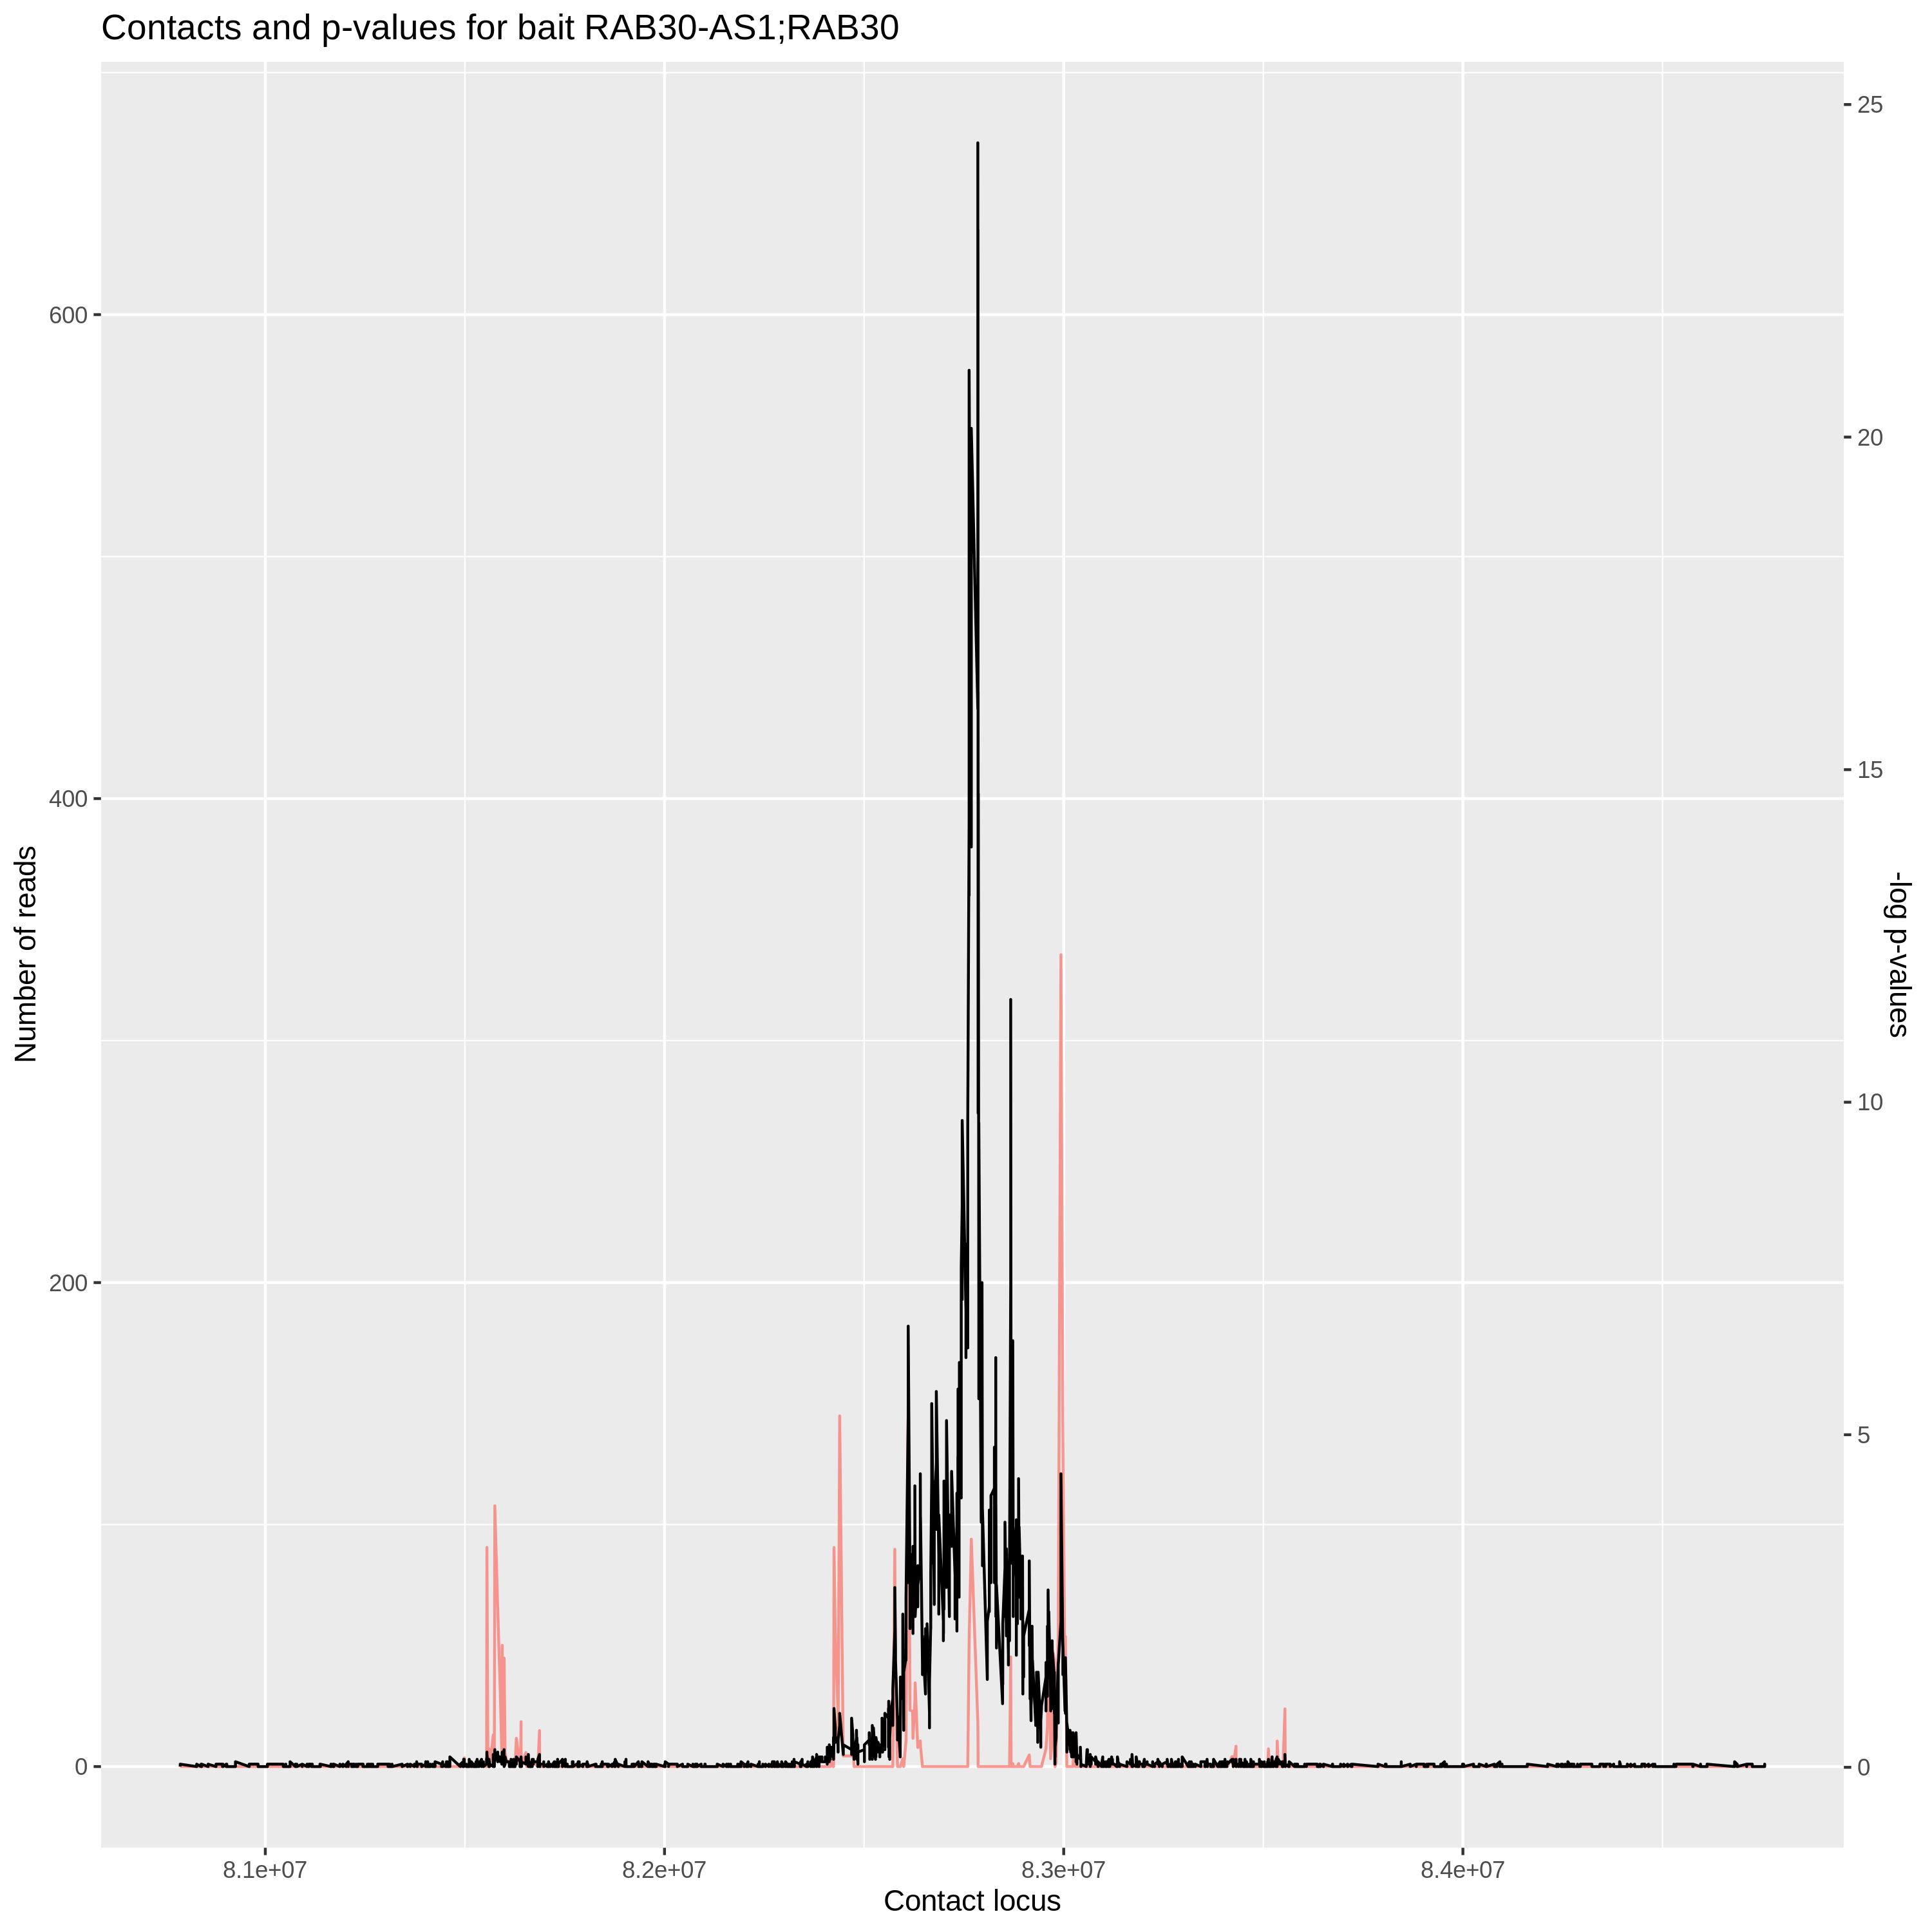 Contacts and p-values for bait RAB30-AS1;RAB30
25
600
20
400
15
Number of reads
-log p-values
10
200
5
0
0
8.1e+07
8.2e+07
8.3e+07
8.4e+07
Contact locus